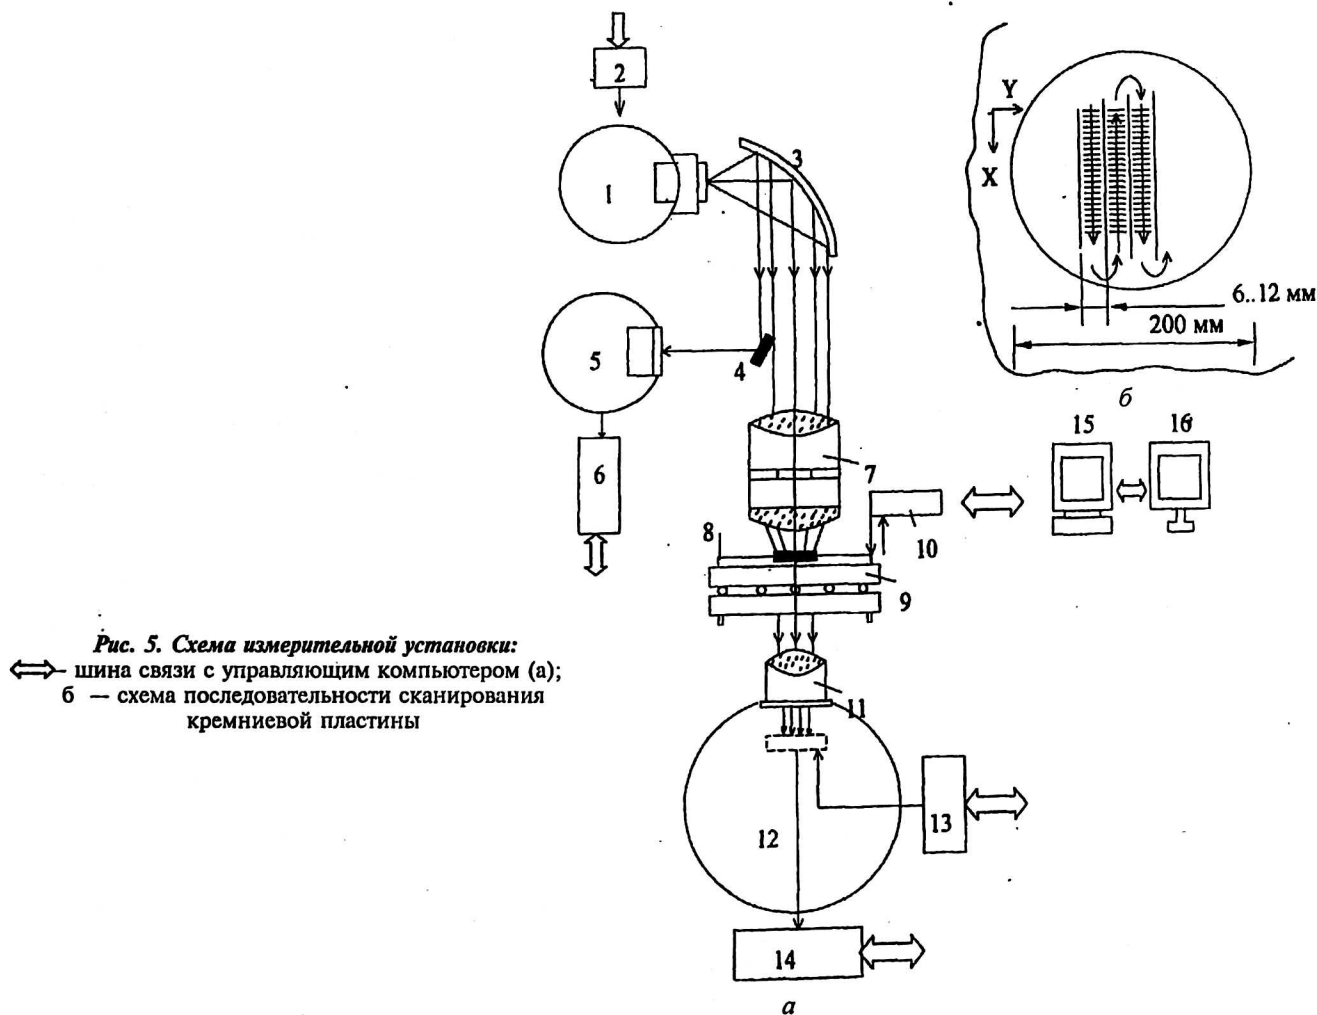 2
3
1
Y
X
6..12 мм
200 мм
б
5
4
15
16
6
7
8
10
9
Рис. 5. Схема измерительной установки:
— шина связи с управляющим компьютером (а);
б — схема последовательности сканирования
кремниевой пластины
11
12
13
14
а